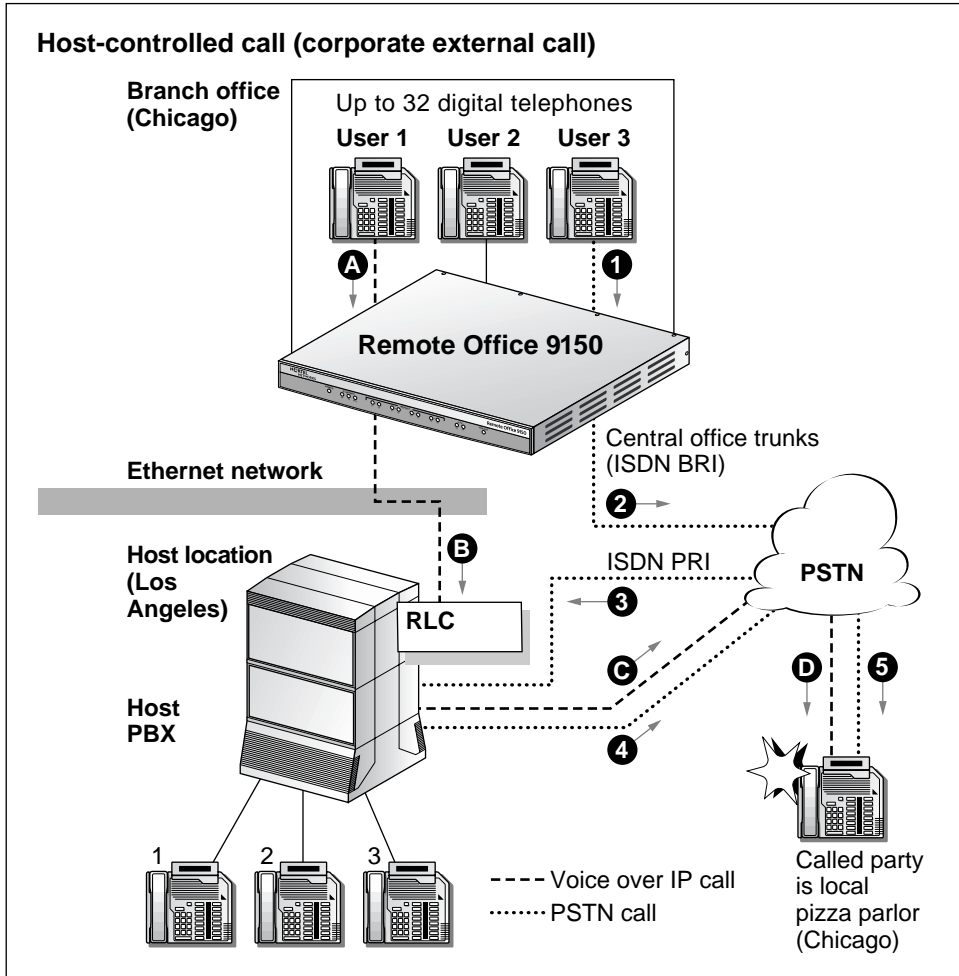 Host-controlled call (corporate external call)
Branch office
(Chicago)
Up to 32 digital telephones
User 1
User 2
User 3
A
1
Remote Office 9150
Remote Office 9150
Central office trunks
(ISDN BRI)
2
Ethernet network
B
Host location
(Los
Angeles)
RLC
ISDN PRI
3
PSTN
C
D
5
Host
PBX
4
1
2
3
Voice over IP call
PSTN call
Called party
is local
pizza parlor
(Chicago)